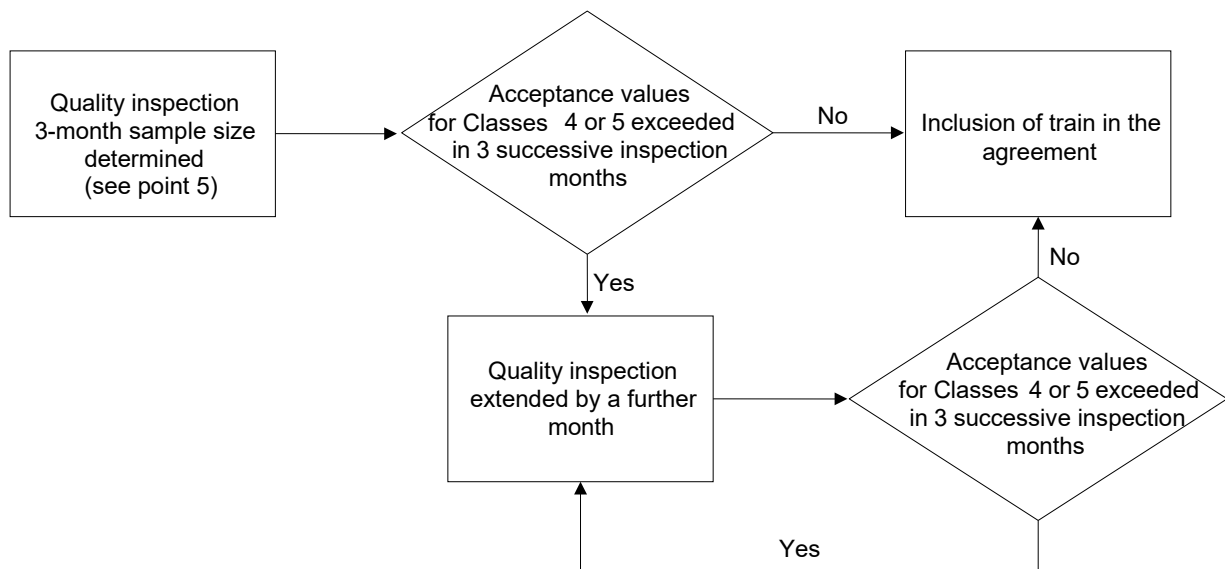 Quality inspection
3-month sample size
determined
(see point 5)
Acceptance values
for Classes 4 or 5 exceeded
in 3 successive inspection
months
No
Inclusion of train in the
agreement
Yes
Quality inspection
extended by a further
month
No
Acceptance values
for Classes 4 or 5 exceeded
in 3 successive inspection
months
Yes